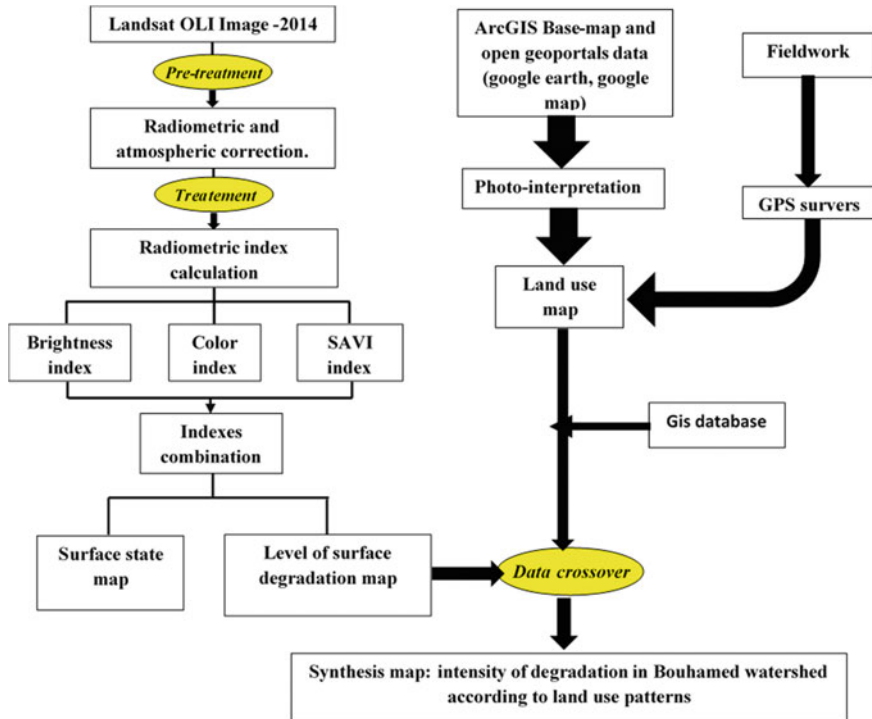 Landsat OLI Image -2014
Pre-treatment
Radiometric and
atmospheric correction.
Treatement
Radiometric index
calculation
Brightness
index
Color
index
SAVI
index
Indexes
combination
Surface state
map
Level of surface
degradation map
ArcGIS Base-map and
open geoportals data
(google earth, google
map)
Photo-interpretation
Land use
map
Fieldwork
GPS survers
Gis database
Data crossover
Synthesis map: intensity of degradation in Bouhamed watershed
according to land use patterns